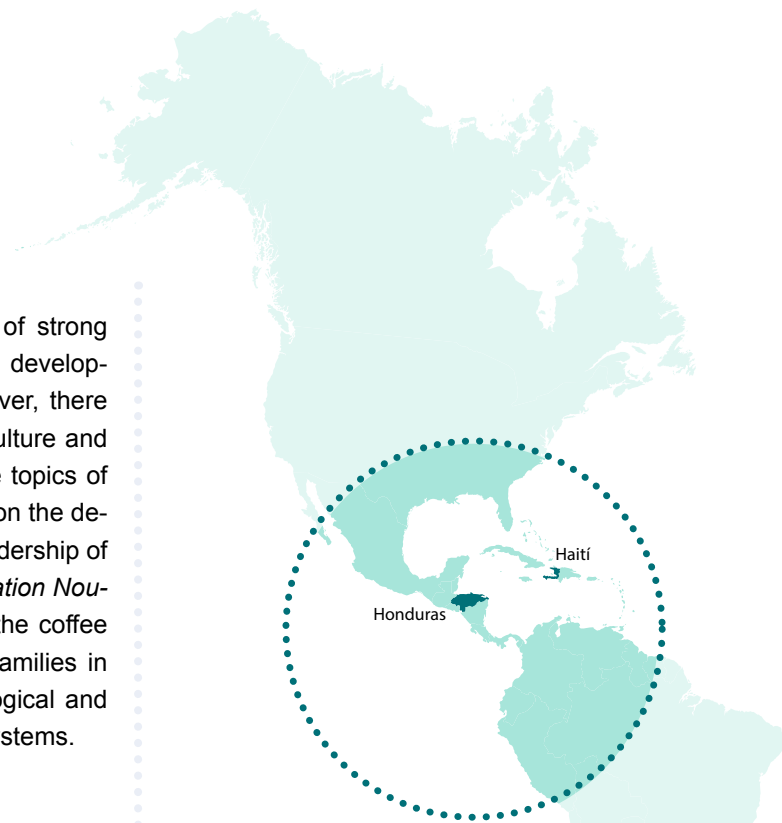 of strong
develop-
ver, there
ulture and
e topics of
on the de-
dership of
ation Nou-
the coffee
amilies in
ogical and
stems.
Haití
Honduras